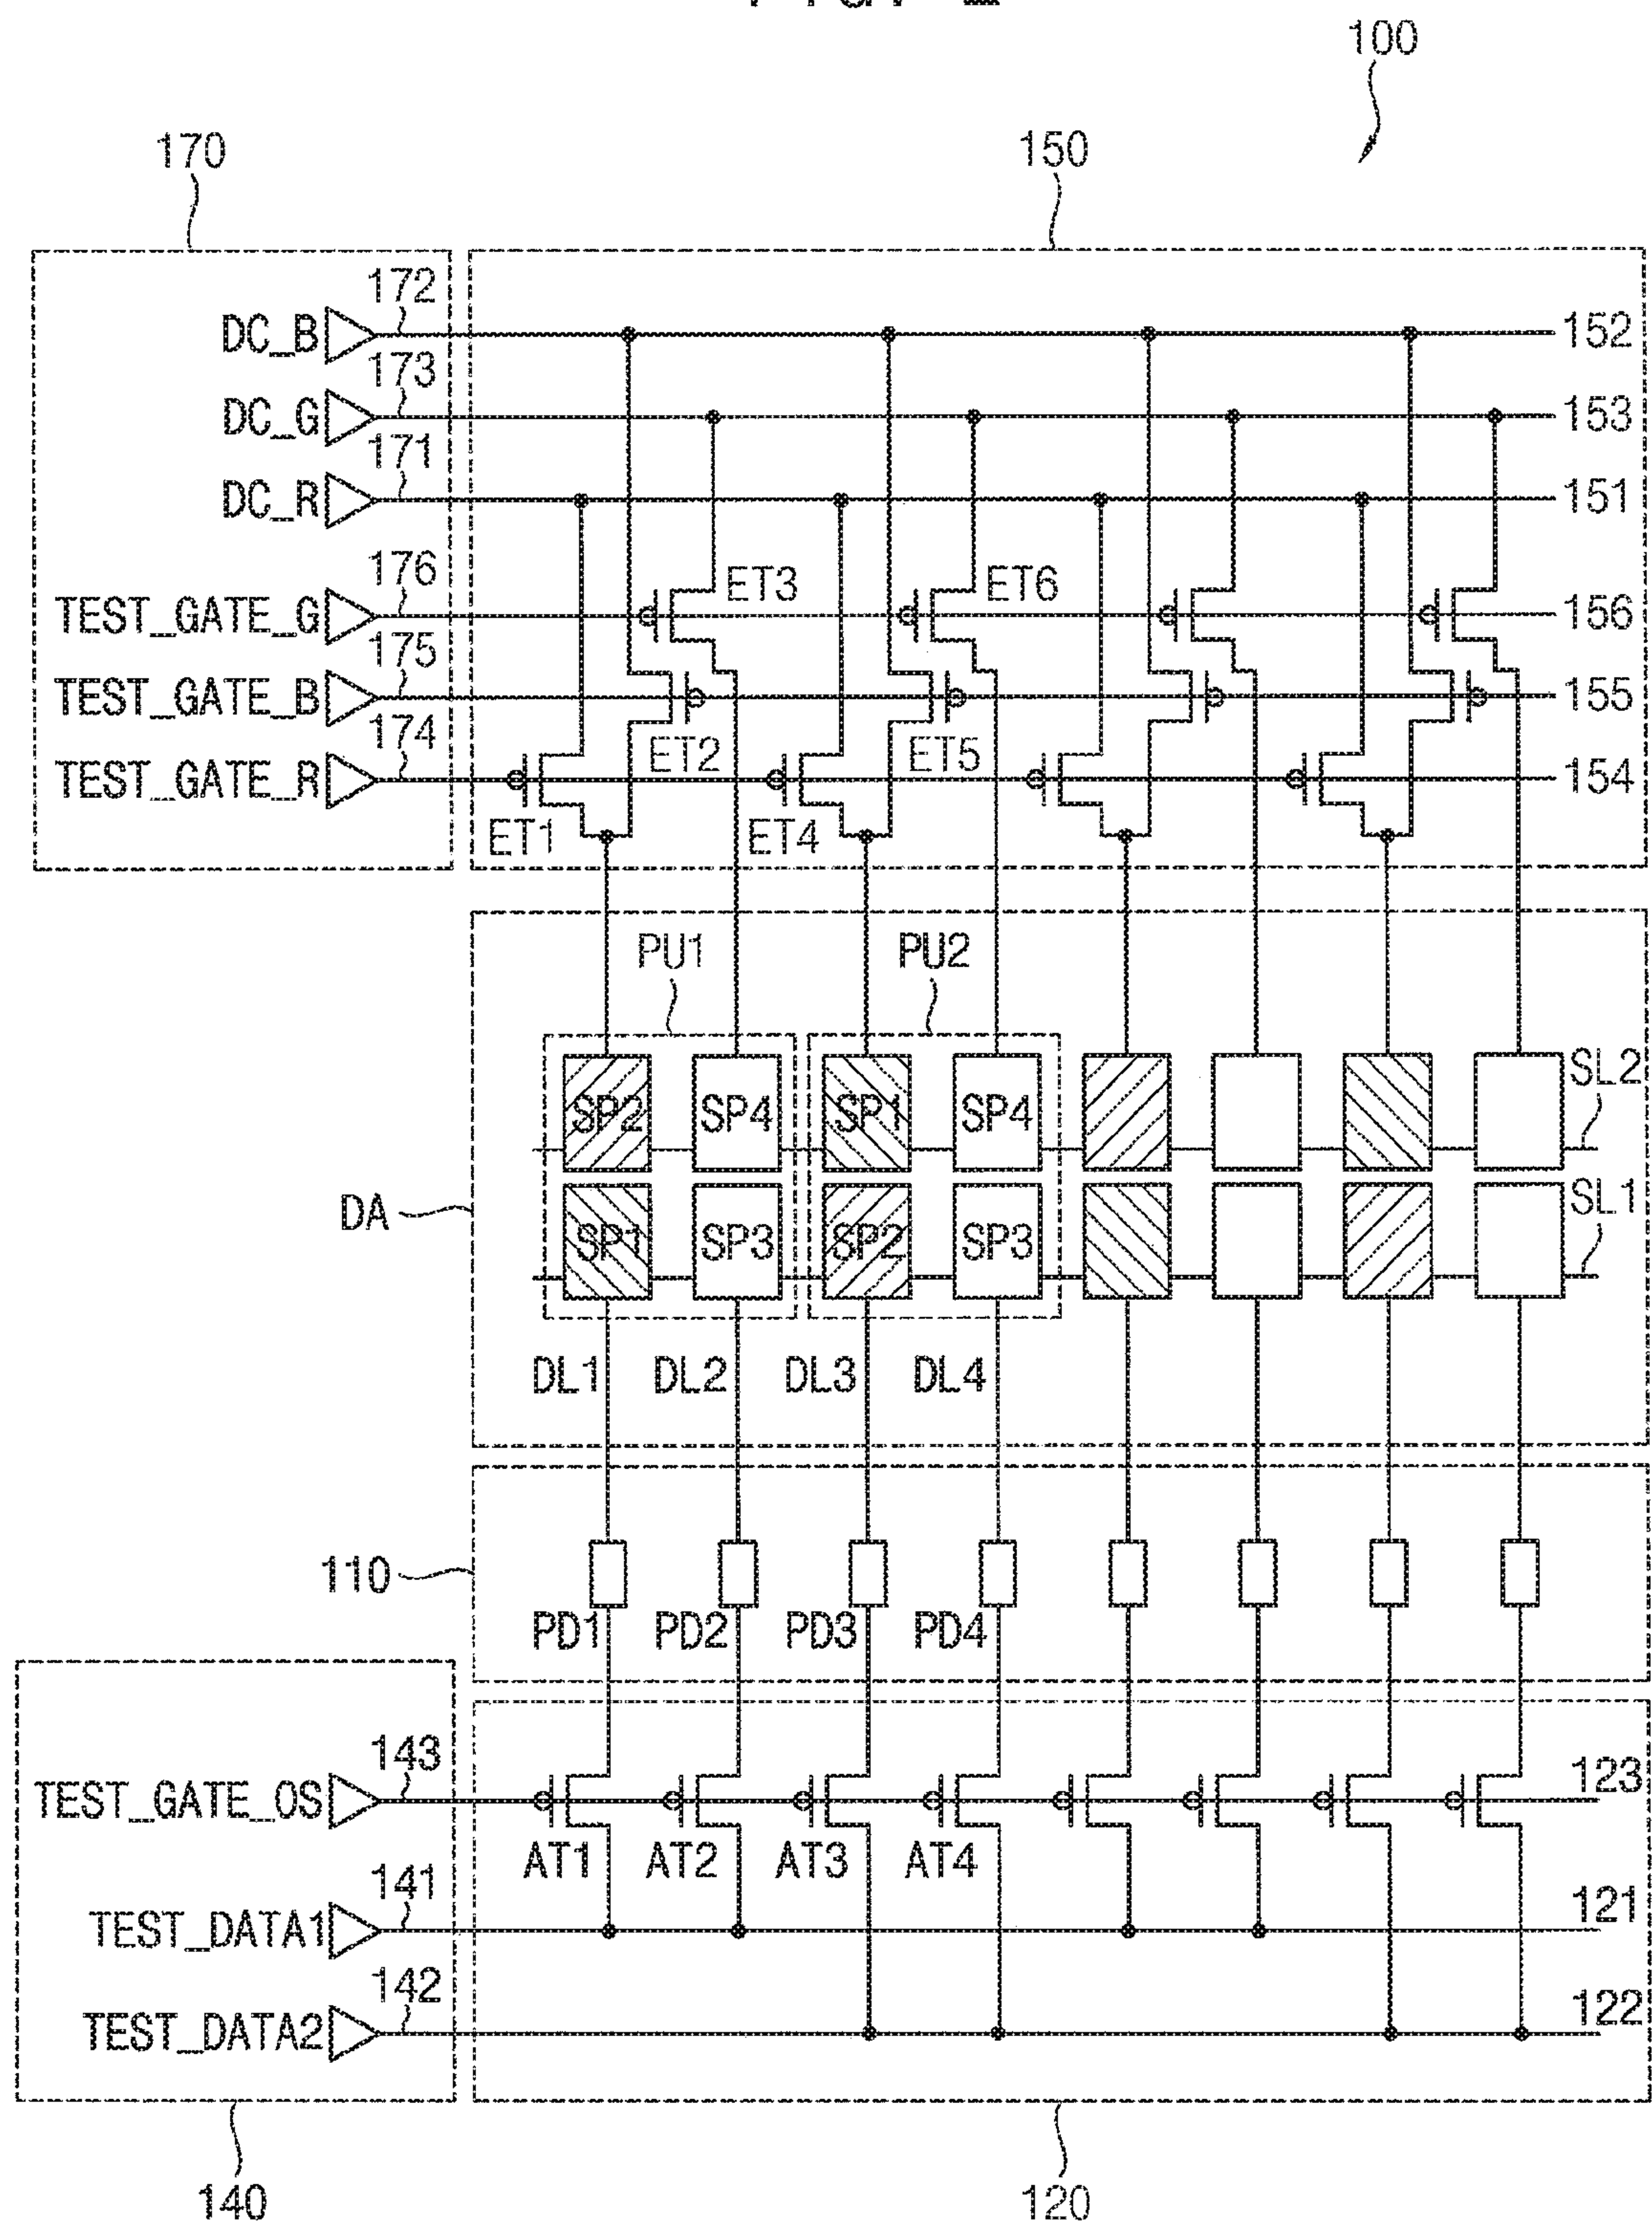 100
170
150
172
DC_B
152
173
DC_G
153
171
DC_R
151
176
ET3
ET6
TEST_GATE_G
156
175
TEST_GATE_B
155
174
ET2
ET5
TEST_GATE_R
154
ET1
ET4
PU1
PU2
SL2
SP2
SP4
SP1
SP4
DA
SL1
SP1
SP3
SP2
SP3
DL1
DL2
DL3
DL4
110
PD1
PD2
PD3
PD4
143
123
TEST_GATE_OS
AT1
AT2
AT3
AT4
141
121
TEST_DATA1
142
122
TEST_DATA2
140
120